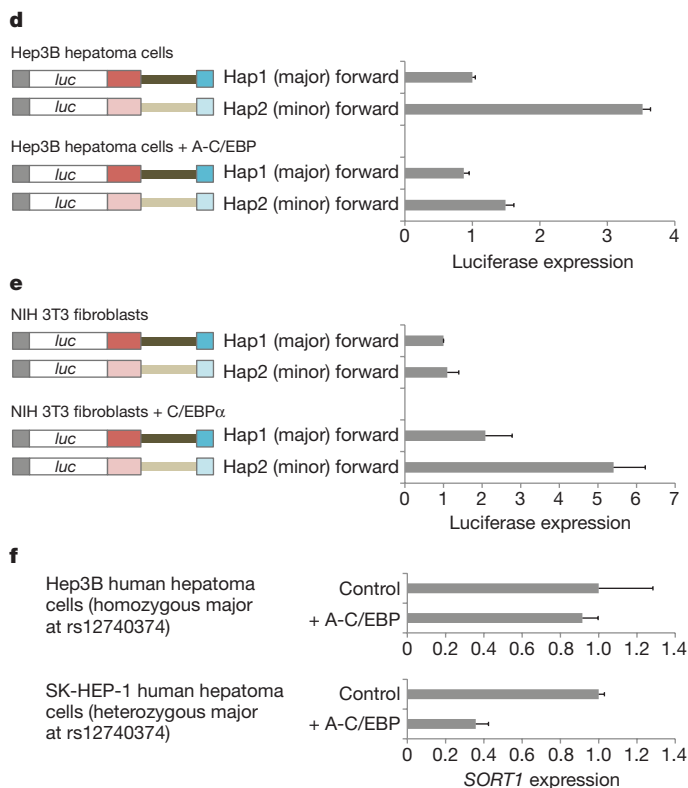 d
Hep3B hepatoma cells
luc Hap1 (major) forward
luc Hap2 (minor) forward
Hep3B hepatoma cells + A-C/EBP
luc Hap1 (major) forward
luc Hap2 (minor) forward
0 1 2 3 4
Luciferase expression
e
NIH 3T3 fibroblasts
luc Hap1 (major) forward
luc Hap2 (minor) forward
NIH 3T3 fibroblasts + C/EBPα
luc Hap1 (major) forward
luc Hap2 (minor) forward
0 1 2 3 4 5 6 7
Luciferase expression
f
Hep3B human hepatoma
cells (homozygous major
at rs12740374)
Control
+ A-C/EBP
0 0.2 0.4 0.6 0.8 1.0 1.2 1.4
SK-HEP-1 human hepatoma
cells (heterozygous major
at rs12740374)
Control
+ A-C/EBP
0 0.2 0.4 0.6 0.8 1.0 1.2 1.4
SORT1 expression